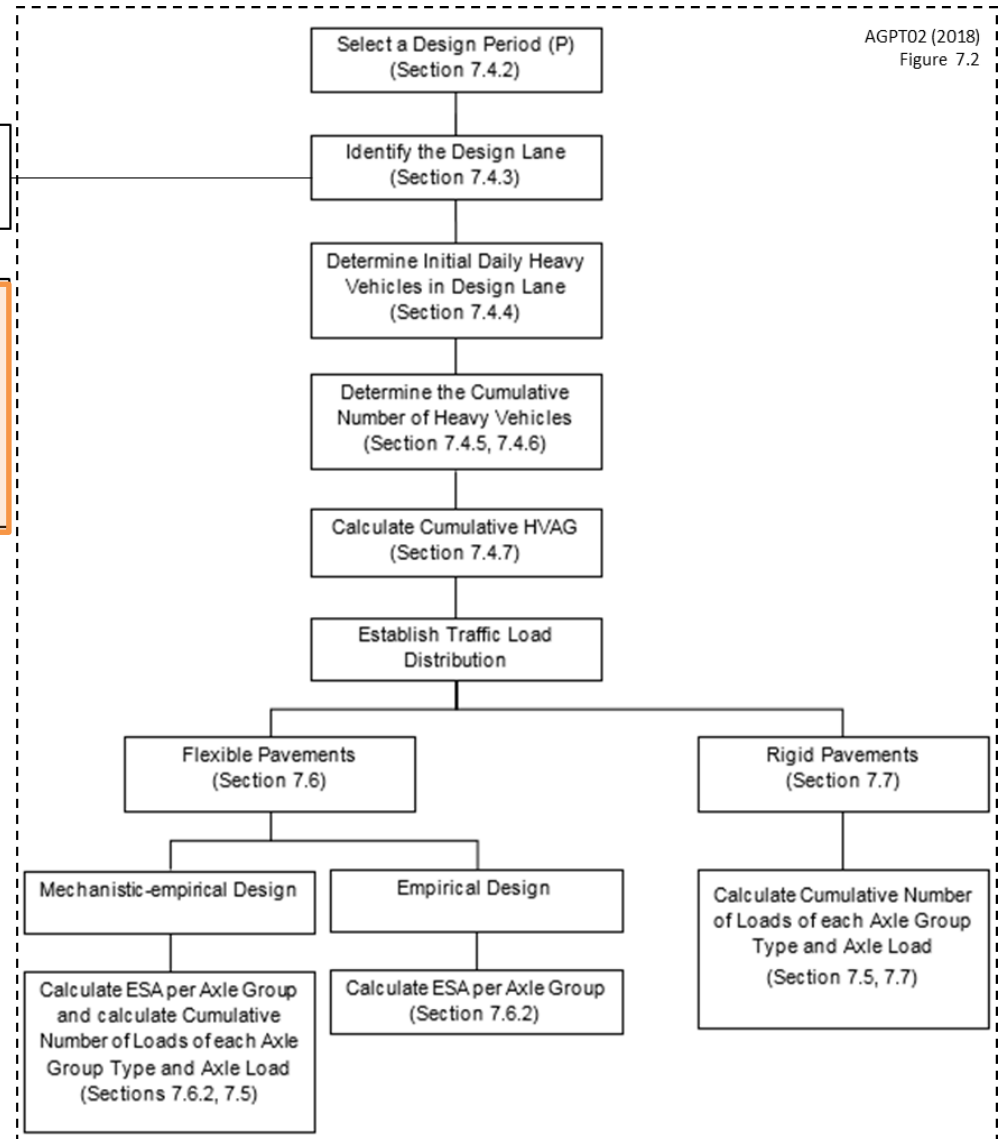 AGPT02 (2018)
Figure 7.2
Select a Design Period (P)
(Section 7.4.2)
Identify the Design Lane
(Section 7.4.3)
Determine Initial Daily Heavy
Vehicles in Design Lane
(Section 7.4.4)
Determine the Cumulative
Number of Heavy Vehicles
(Section 7.4.5, 7.4.6)
Calculate Cumulative HVAG
(Section 7.4.7)
Establish Traffic Load
Distribution
Flexible Pavements
(Section 7.6)
Rigid Pavements
(Section 7.7)
Mechanistic-empirical Design
Empirical Design
Calculate Cumulative Number
of Loads of each Axle Group
Type and Axle Load
(Section 7.5, 7.7)
Calculate ESA per Axle Group
and calculate Cumulative
Number of Loads of each Axle
Group Type and Axle Load
(Sections 7.6.2, 7.5)
Calculate ESA per Axle Group
(Section 7.6.2)